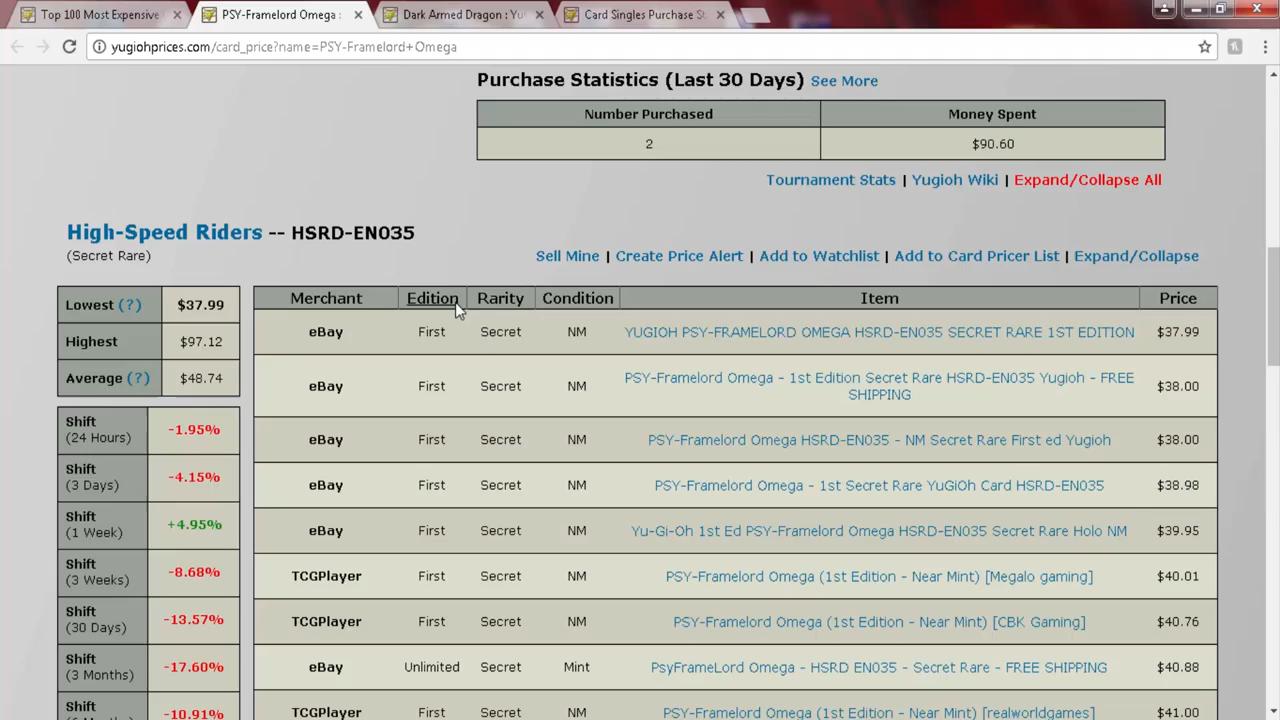 Top 100 Most Expensive
PSY-Framelord Omega :
Dark Armed Dragon : Yu
Card Singles Purchase St
yugiohprices.com/card_price?name=PSY-Framelord+Omega
Purchase Statistics (Last 30 Days) See More
Number Purchased Money Spent
2 $90.60
Tournament Stats | Yugioh Wiki | Expand/Collapse All
High-Speed Riders -- HSRD-EN035
(Secret Rare)
Sell Mine | Create Price Alert | Add to Watchlist | Add to Card Pricer List | Expand/Collapse
Lowest (?) $37.99
Highest $97.12
Average (?) $48.74
Shift
(24 Hours) -1.95%
Shift
(3 Days) -4.15%
Shift
(1 Week) +4.95%
Shift
(3 Weeks) -8.68%
Shift
(30 Days) -13.57%
Shift
(3 Months) -17.60%
Shift
-10.91%
Merchant Edition Rarity Condition Item Price
eBay First Secret NM YUGIOH PSY-FRAMELORD OMEGA HSRD-EN035 SECRET RARE 1ST EDITION $37.99
eBay First Secret NM PSY-Framelord Omega - 1st Edition Secret Rare HSRD-EN035 Yugioh - FREE
SHIPPING $38.00
eBay First Secret NM PSY-Framelord Omega HSRD-EN035 - NM Secret Rare First ed Yugioh $38.00
eBay First Secret NM PSY-Framelord Omega - 1st Secret Rare YuGiOh Card HSRD-EN035 $38.98
eBay First Secret NM Yu-Gi-Oh 1st Ed PSY-Framelord Omega HSRD-EN035 Secret Rare Holo NM $39.95
TCGPlayer First Secret NM PSY-Framelord Omega (1st Edition - Near Mint) [Megalo gaming] $40.01
TCGPlayer First Secret NM PSY-Framelord Omega (1st Edition - Near Mint) [CBK Gaming] $40.76
eBay Unlimited Secret Mint PsyFrameLord Omega - HSRD EN035 - Secret Rare - FREE SHIPPING $40.88
TCGPlayer First Secret NM PSY-Framelord Omega (1st Edition - Near Mint) [realworldgames] $41.00